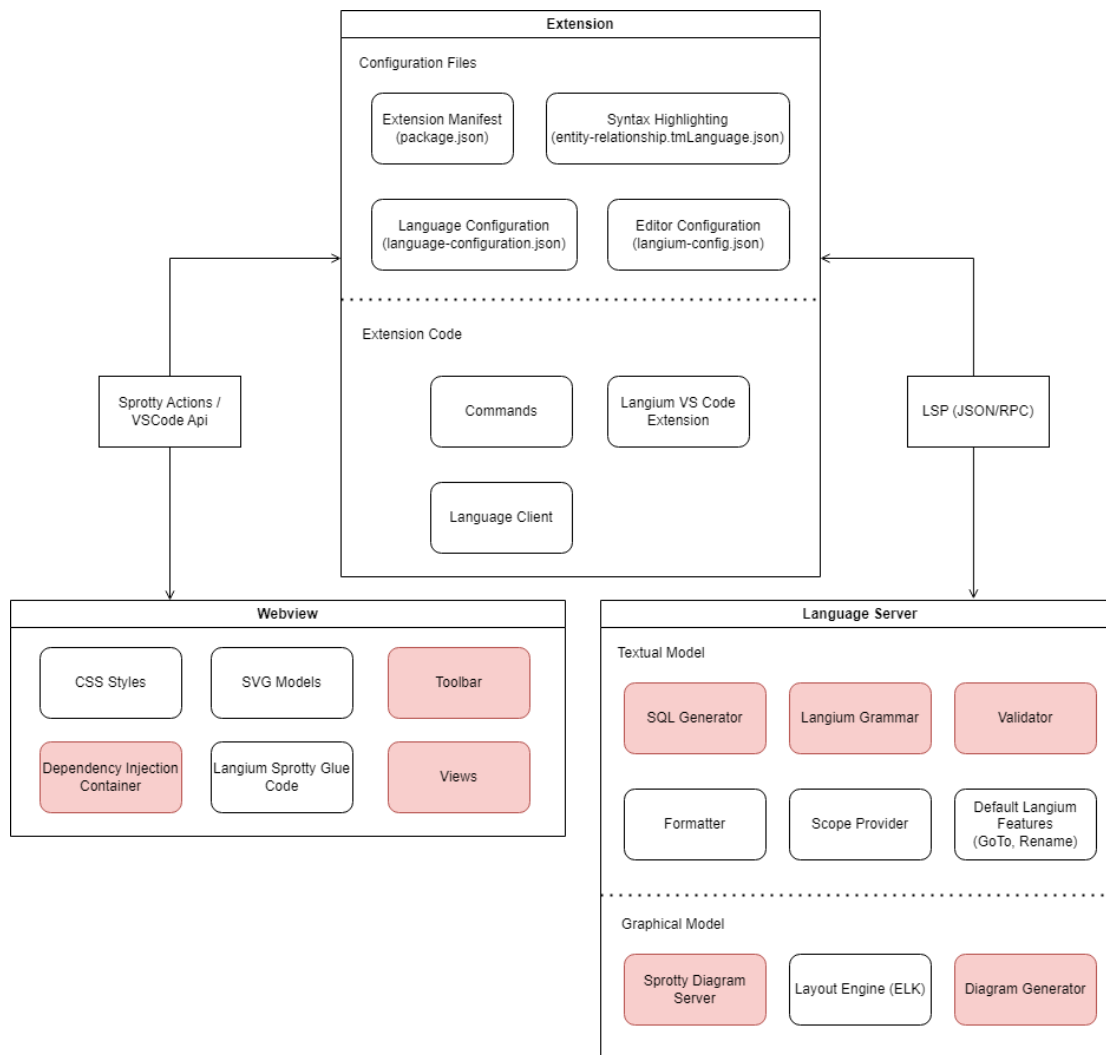 Extension
Configuration Files
Extension Manifest
(package.json)
Syntax Highlighting
(entity-relationship.tmLanguage.json)
Language Configuration
(language-configuration.json)
Editor Configuration
(langium-config.json)
Extension Code
Commands
Langium VS Code
Extension
Language Client
Sprotty Actions /
VSCode Api
LSP (JSON/RPC)
Webview
CSS Styles
SVG Models
Toolbar
Dependency Injection
Container
Langium Sprotty Glue
Code
Views
Language Server
Textual Model
SQL Generator
Langium Grammar
Validator
Formatter
Scope Provider
Default Langium
Features
(GoTo, Rename)
Graphical Model
Sprotty Diagram
Server
Layout Engine (ELK)
Diagram Generator